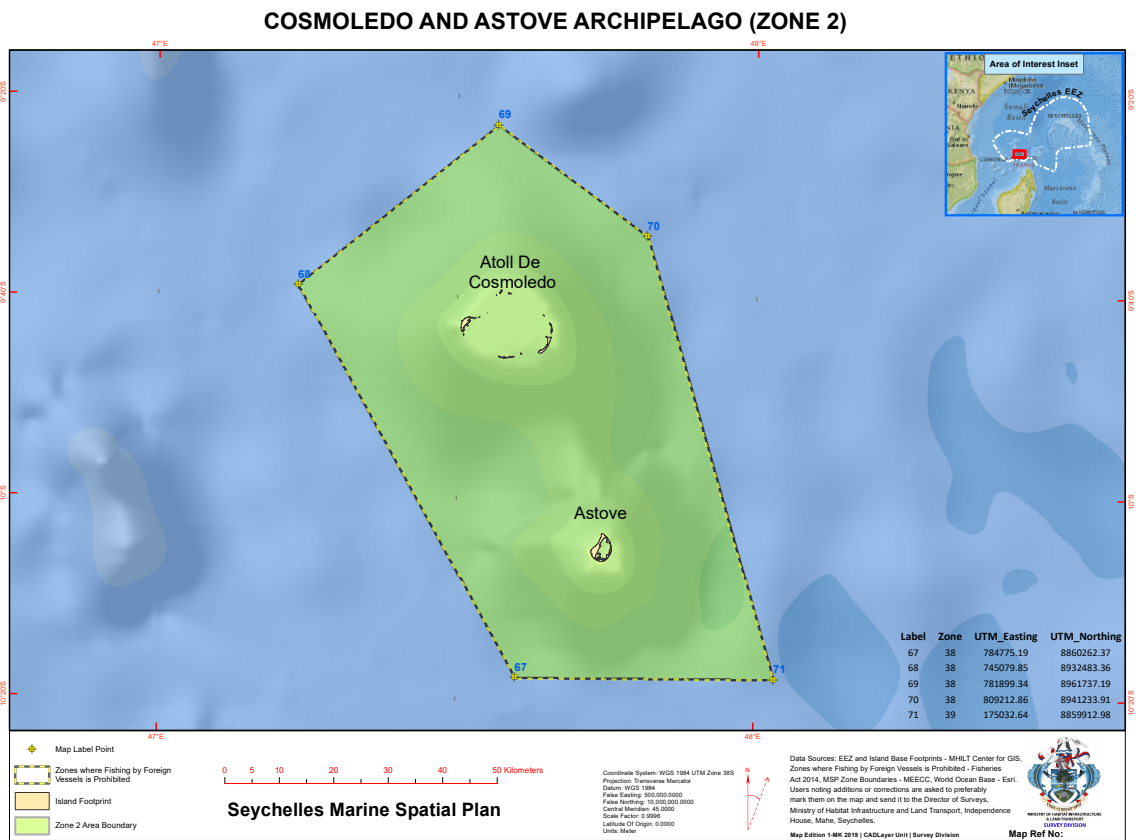 COSMOLEDO AND ASTOVE ARCHIPELAGO (ZONE 2)
47°E
48°E
9°20'S
9°20'S
Area of Interest Inset
KENYA
Nairobi
Somali
Basin
Seychelles EEZ
SEYCHELLES
Mascarene
Basin
69
70
68
Atoll De
Cosmoledo
9°40'S
9°40'S
10°S
10°S
Astove
67
71
10°20'S
10°20'S
Label Zone UTM_Easting UTM_Northing
67 38 784775.19 8860262.37
68 38 745079.85 8932483.36
69 38 781899.34 8961737.19
70 38 809212.86 8941233.91
71 39 175032.64 8859912.98
47°E
48°E
Map Label Point
Zones where Fishing by Foreign
Vessels is Prohibited
Island Footprint
Zone 2 Area Boundary
0 5 10 20 30 40 50 Kilometers
Seychelles Marine Spatial Plan
Coordinate System: WGS 1984 UTM Zone 38S
Projection: Transverse Mercator
Datum: WGS 1984
False Easting: 500,000.0000
False Northing: 10,000,000.0000
Central Meridian: 45.0000
Scale Factor: 0.9996
Latitude Of Origin: 0.0000
Units: Meter
N
Data Sources: EEZ and Island Base Footprints - MHILT Center for GIS,
Zones where Fishing by Foreign Vessels is Prohibited - Fisheries
Act 2014, MSP Zone Boundaries - MEECC, World Ocean Base - Esri.
Users noting additions or corrections are asked to preferably
mark them on the map and send it to the Director of Surveys,
Ministry of Habitat Infrastructure and Land Transport, Independence
House, Mahe, Seychelles.
Map Edition 1-MK 2019 | CADLayer Unit | Survey Division
MINISTRY OF HABITAT INFRASTRUCTURE
& LAND TRANSPORT
SURVEY DIVISION
Map Ref No: